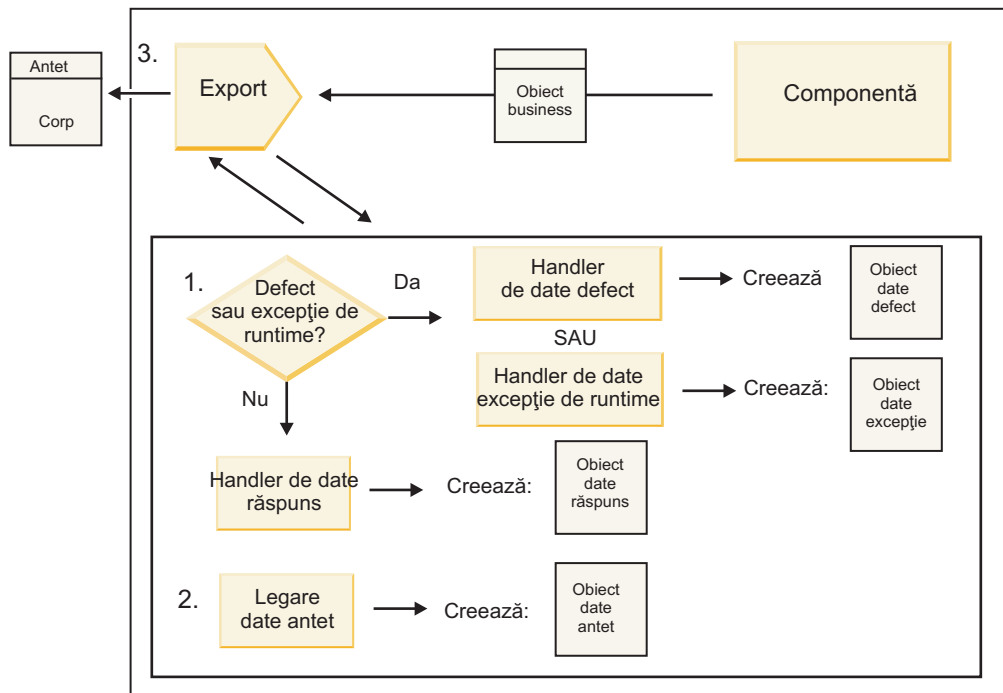 Antet
Corp
3.
Export
Obiect
business
Componentă
1.
Defect
sau excepţie de
runtime?
Da
Handler
de date defect
Creează
Obiect
date
defect
SAU
Handler de date
excepţie de runtime
Creează:
Obiect
date
excepţie
Nu
Handler de date
răspuns
Creează:
Obiect
date
răspuns
2.
Legare
date antet
Creează:
Obiect
date
antet